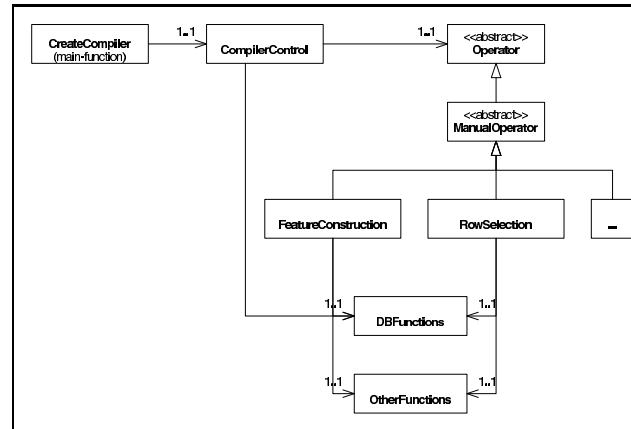 1..1
1..1
CreateCompiler
(main-function)
CompilerControl
<<abstract>>
Operator
<<abstract>>
ManualOperator
FeatureConstruction
RowSelection
...
1..1
1..1
DBFunctions
1..1
1..1
OtherFunctions